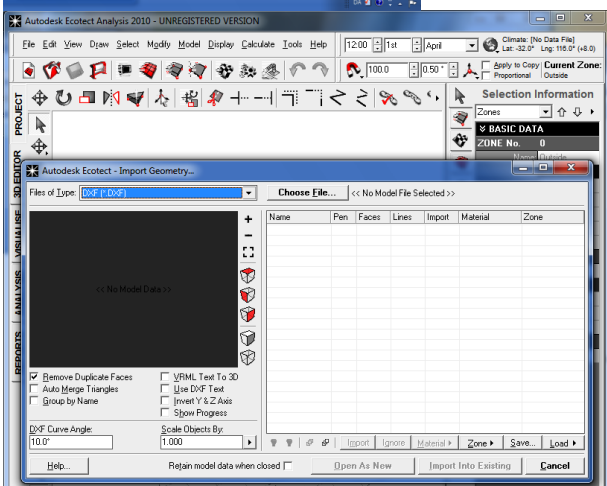 Autodesk Ecotect Analysis 2010 - UNREGISTERED VERSION
File Edit View Draw Select Modify Model Display Calculate Tools Help
12:00 1st April
Climate: [No Data File]
Lat: -32.0° Lng: 116.0° (+8.0)
100.0 0.50 °
Apply to Copy
Proportional
Current Zone:
Outside
Selection Information
Zones
BASIC DATA
ZONE No. 0
Name Outside
PROJECT
3D EDITOR
VISUALISE
ANALYSIS
REPORTS
Autodesk Ecotect - Import Geometry...
Files of Type: DXF (*.DXF)
Choose File...
<< No Model File Selected >>
Name Pen Faces Lines Import Material Zone
<< No Model Data >>
Remove Duplicate Faces
Auto Merge Triangles
Group by Name
VRML Text To 3D
Use DXF Text
Invert Y & Z Axis
Show Progress
DXF Curve Angle:
10.0°
Scale Objects By:
1.000
Import Ignore Material Zone Save... Load
Help...
Retain model data when closed
Open As New
Import Into Existing
Cancel